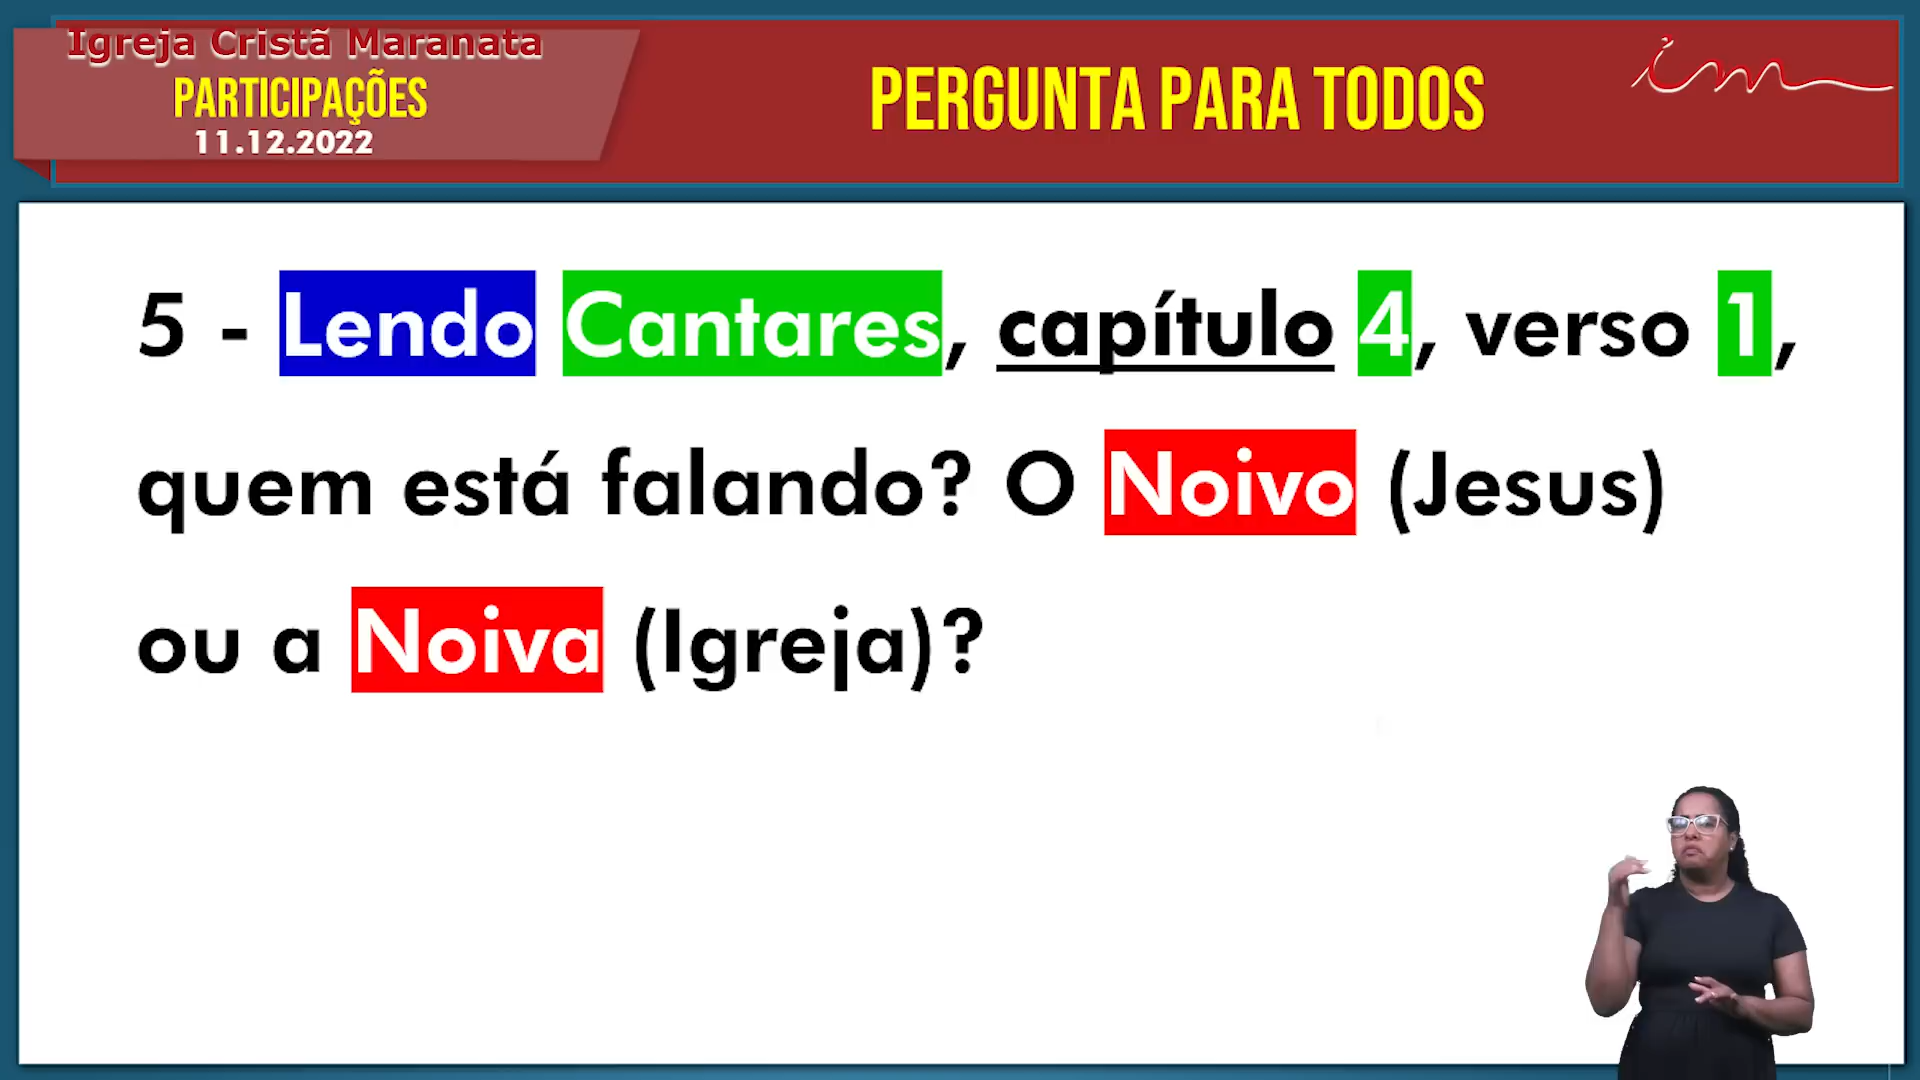 Igreja Cristã Maranata
PARTICIPAÇÕES
11.12.2022
PERGUNTA PARA TODOS
im
5 - Lendo Cantares, capítulo 4, verso 1,
quem está falando? O Noivo (Jesus)
ou a Noiva (Igreja)?